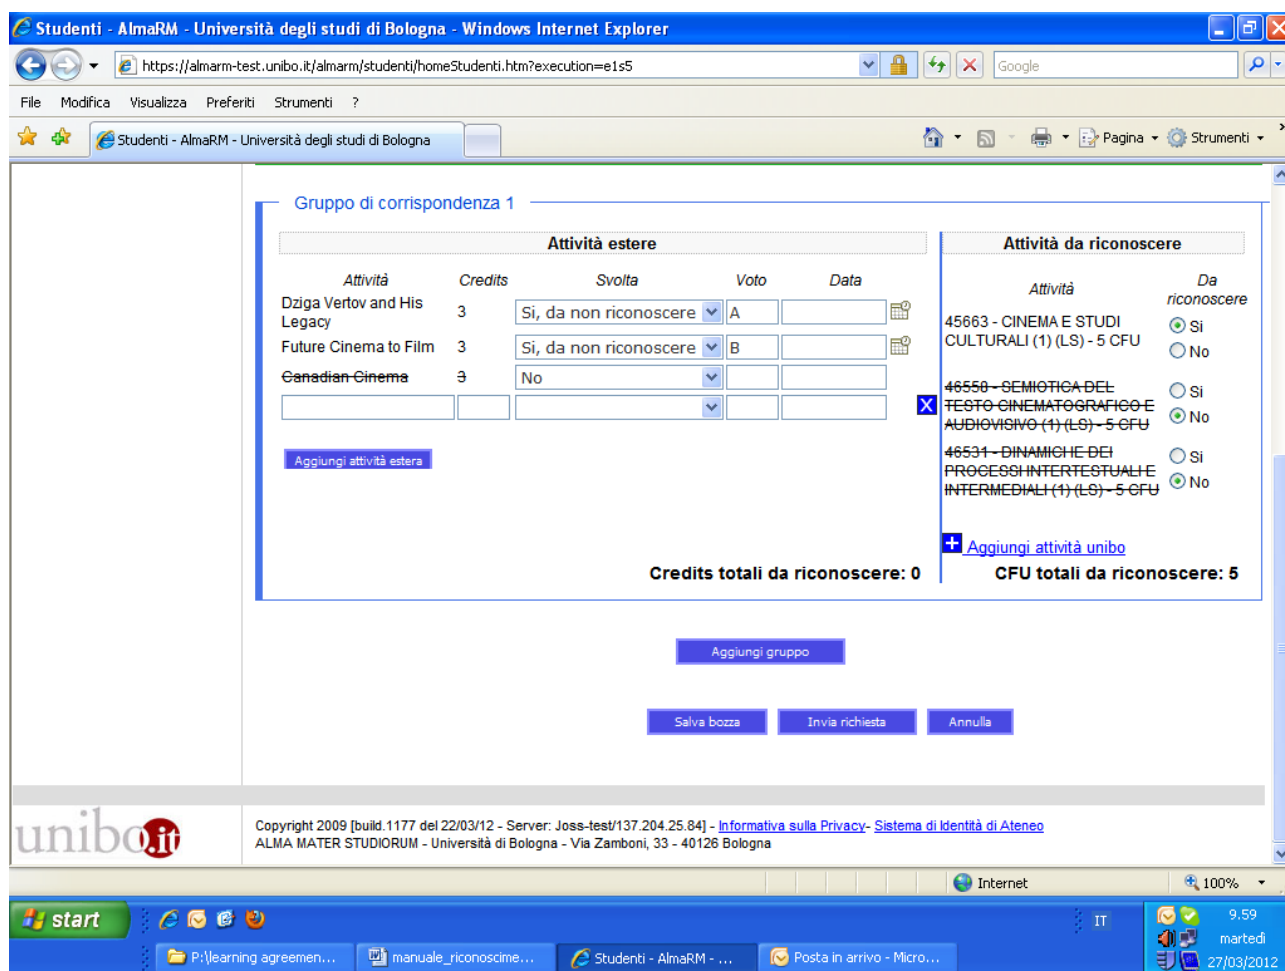 Studenti - AlmaRM - Università degli studi di Bologna - Windows Internet Explorer
https://almarm-test.unibo.it/almarm/studenti/homeStudenti.htm?execution=e1s5
Google
File Modifica Visualizza Preferiti Strumenti ?
Studenti - AlmaRM - Università degli studi di Bologna
Pagina Strumenti
Gruppo di corrispondenza 1
Attività estere
Attività Credits Svolta Voto Data
Dziga Vertov and His
Legacy
3 Si, da non riconoscere A
Future Cinema to Film 3 Si, da non riconoscere B
Canadian Cinema 3 No
X
Aggiungi attività estera
Credits totali da riconoscere: 0
Attività da riconoscere
Attività
Da
riconoscere
45663 - CINEMA E STUDI
CULTURALI (1) (LS) - 5 CFU
Si
No
46558 - SEMIOTICA DEL
TESTO CINEMATOGRAFICO E
AUDIOVISIVO (1) (LS) - 5 CFU
Si
No
46531 - DINAMICHE DEI
PROCESSI INTERTESTUALI E
INTERMEDIALI (1) (LS) - 5 CFU
Si
No
+ Aggiungi attività unibo
CFU totali da riconoscere: 5
Aggiungi gruppo
Salva bozza Invia richiesta Annulla
unibo.it
Copyright 2009 [build.1177 del 22/03/12 - Server: Joss-test/137.204.25.84] - Informativa sulla Privacy- Sistema di Identità di Ateneo
ALMA MATER STUDIORUM - Università di Bologna - Via Zamboni, 33 - 40126 Bologna
Internet 100%
start
IT
9.59
martedì
27/03/2012
P:\learning agreemen... manuale_riconoscime... Studenti - AlmaRM - ... Posta in arrivo - Micro...